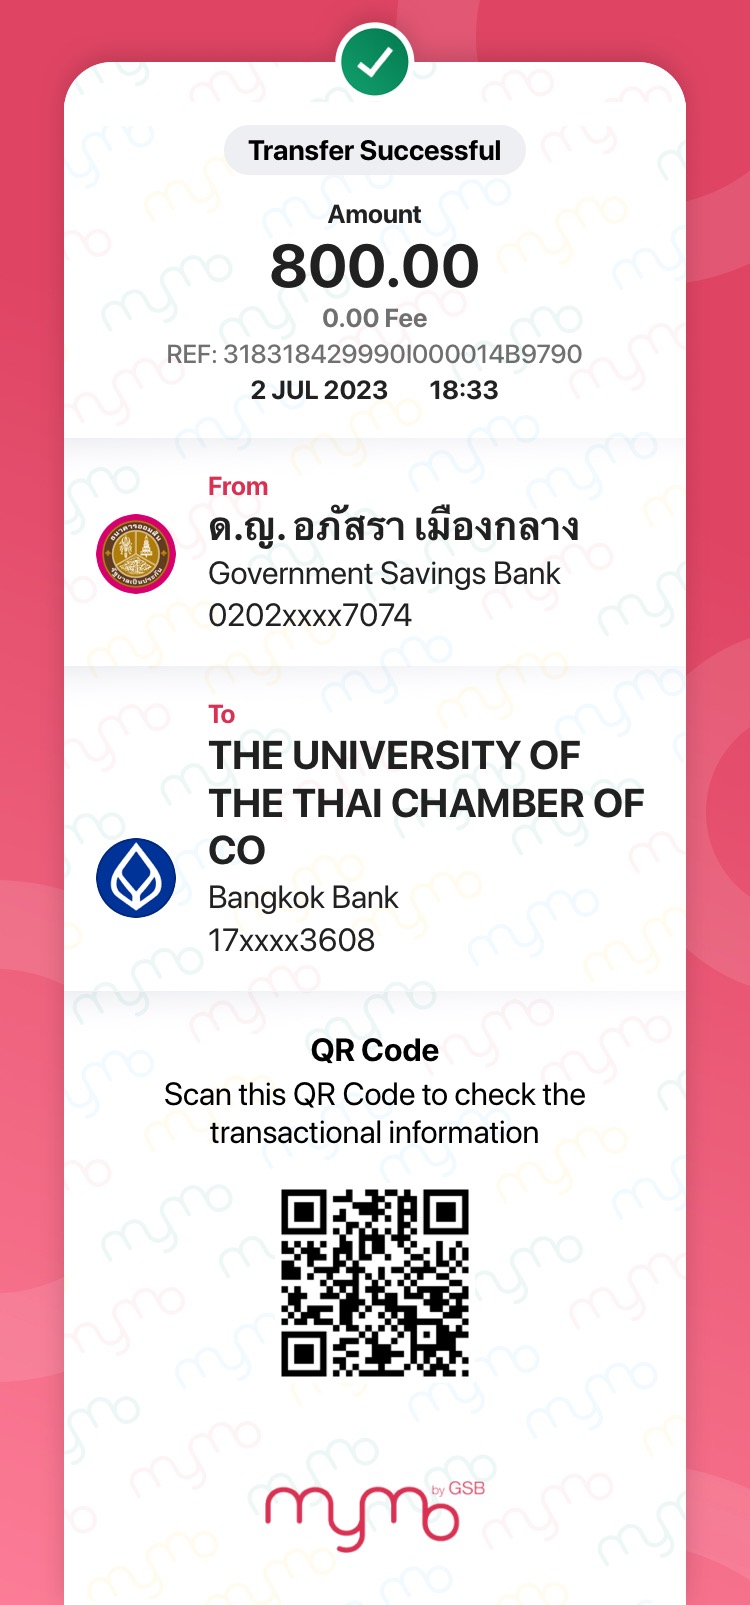 Transfer Successful
Amount
800.00
0.00 Fee
REF: 318318429990I000014B9790
2 JUL 2023 18:33
From
ด.ญ. อภัสรา เมืองกลาง
Government Savings Bank
0202xxxx7074
To
THE UNIVERSITY OF
THE THAI CHAMBER OF
CO
Bangkok Bank
17xxxx3608
QR Code
Scan this QR Code to check the
transactional information
mymo by GSB